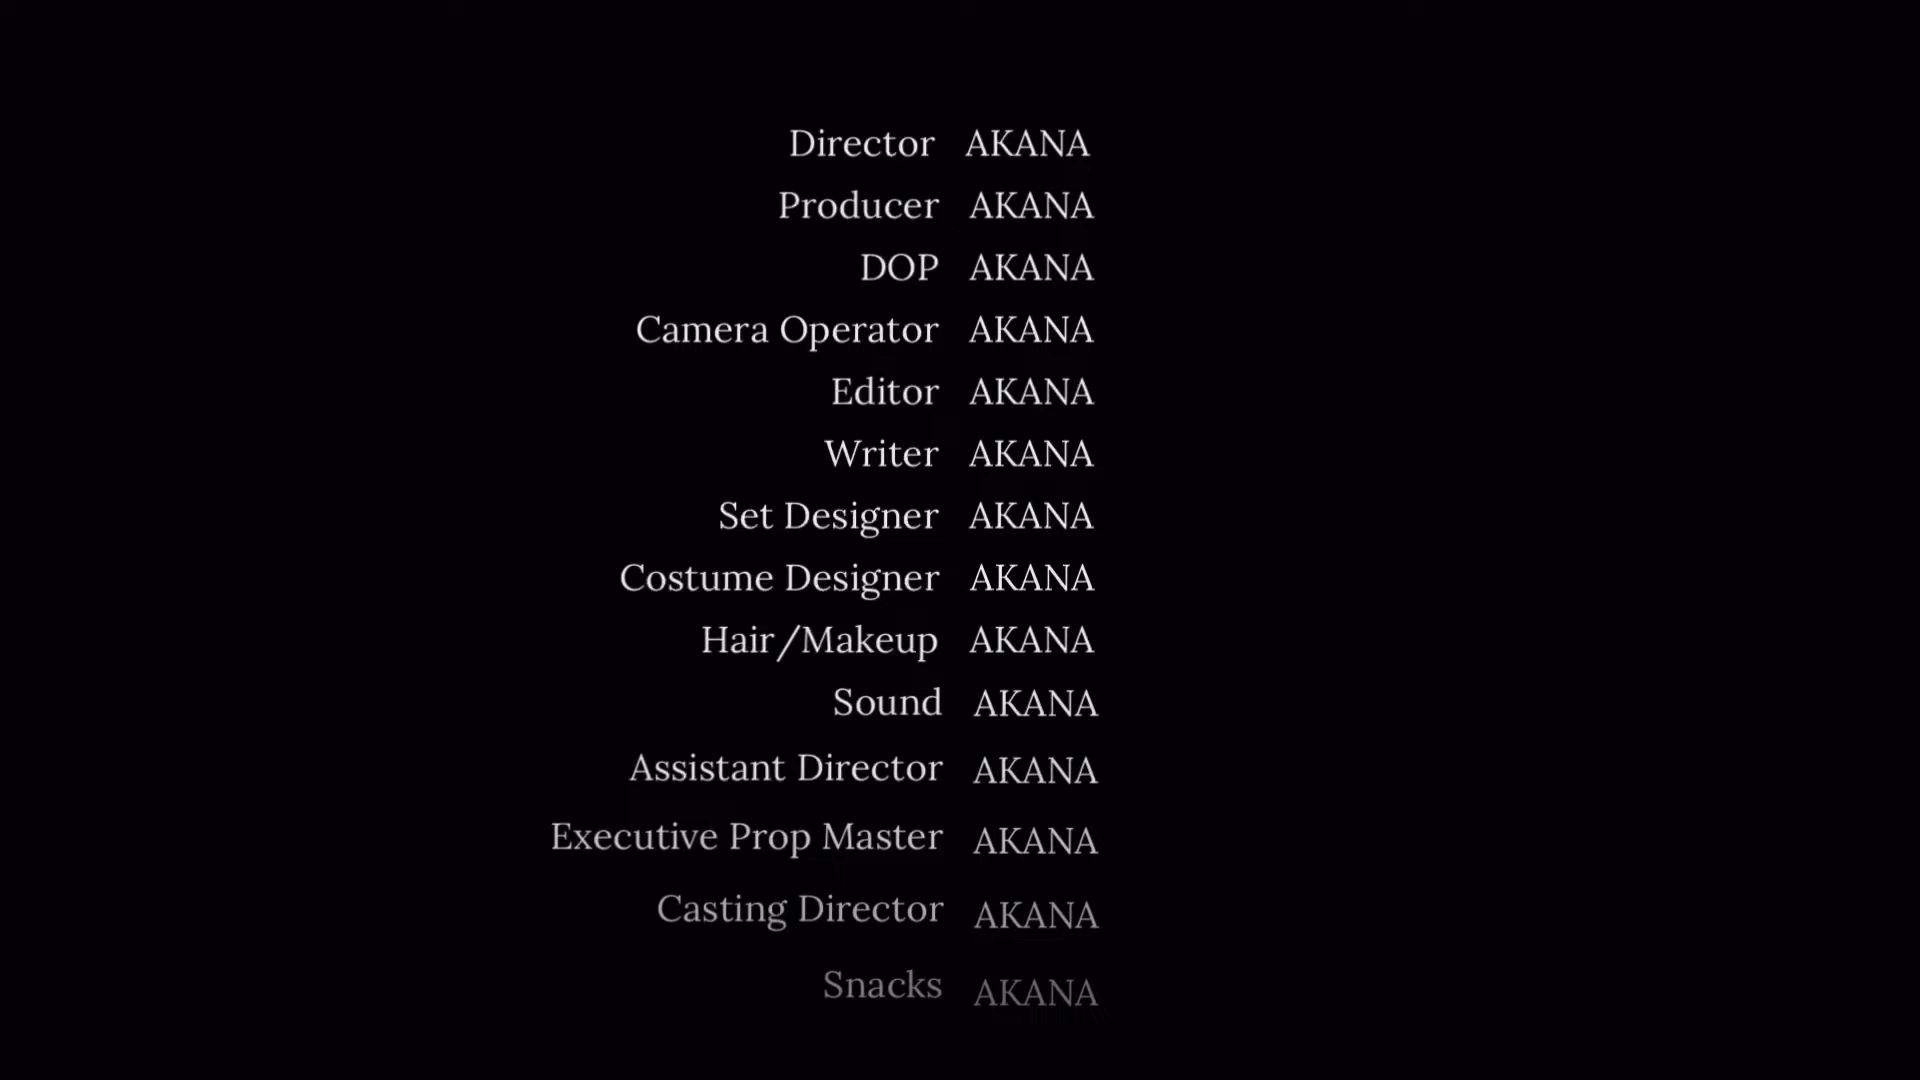 Director AKANA
Producer AKANA
DOP AKANA
Camera Operator AKANA
Editor AKANA
Writer AKANA
Set Designer AKANA
Costume Designer AKANA
Hair/Makeup AKANA
Sound AKANA
Assistant Director AKANA
Executive Prop Master AKANA
Casting Director AKANA
Snacks AKANA